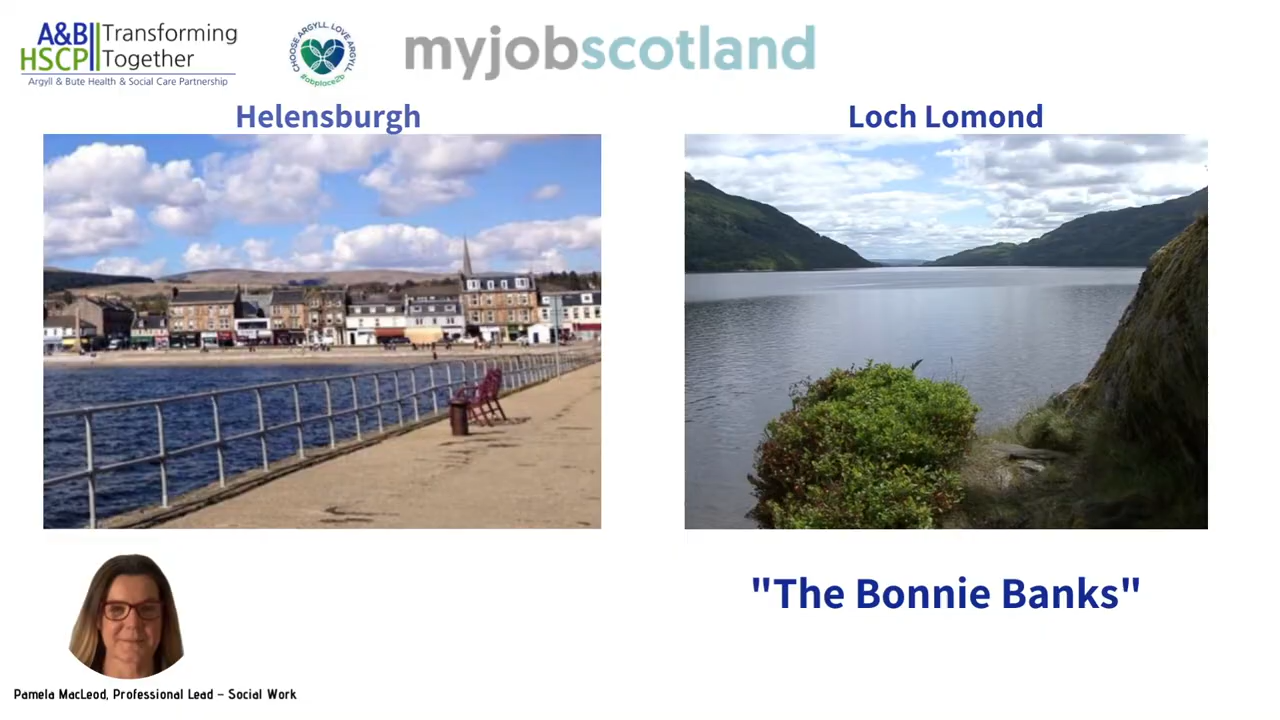 A&B Transforming
HSCP Together
Argyll & Bute Health & Social Care Partnership
CHOOSE ARGYLL, LOVE ARGYLL
#abplace2b
myjobscotland
Helensburgh
Loch Lomond
"The Bonnie Banks"
Pamela MacLeod, Professional Lead – Social Work